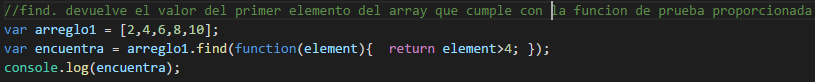 //find. devuelve el valor del primer elemento del array que cumple con la funcion de prueba proporcionada
var arreglo1 = [2,4,6,8,10];
var encuentra = arreglo1.find(function(element){  return element>4; });
console.log(encuentra);